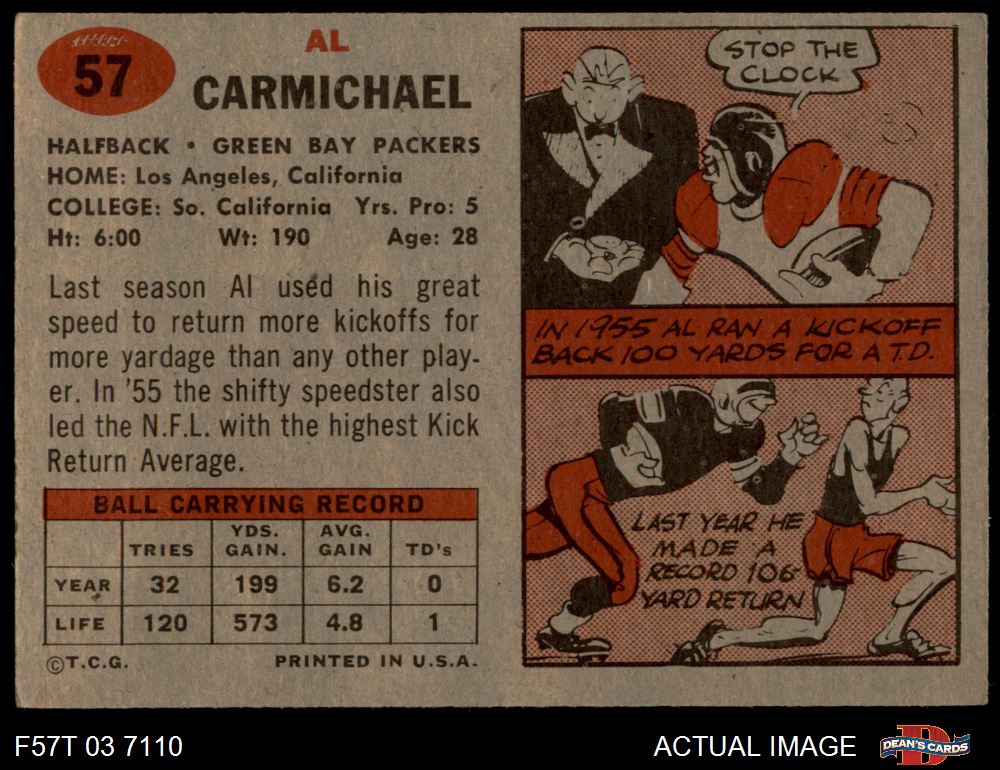 57
AL
CARMICHAEL
HALFBACK • GREEN BAY PACKERS
HOME: Los Angeles, California
COLLEGE: So. California Yrs. Pro: 5
Ht: 6:00 Wt: 190 Age: 28
Last season Al used his great
speed to return more kickoffs for
more yardage than any other play-
er. In '55 the shifty speedster also
led the N.F.L. with the highest Kick
Return Average.
BALL CARRYING RECORD
TRIES YDS. GAIN. AVG. GAIN TD's
YEAR 32 199 6.2 0
LIFE 120 573 4.8 1
©T.C.G. PRINTED IN U.S.A.
STOP THE
CLOCK
IN 1955 AL RAN A KICKOFF
BACK 100 YARDS FOR A T.D.
LAST YEAR HE
MADE A
RECORD 106-
YARD RETURN
F57T 03 7110
ACTUAL IMAGE
DEAN'S CARDS